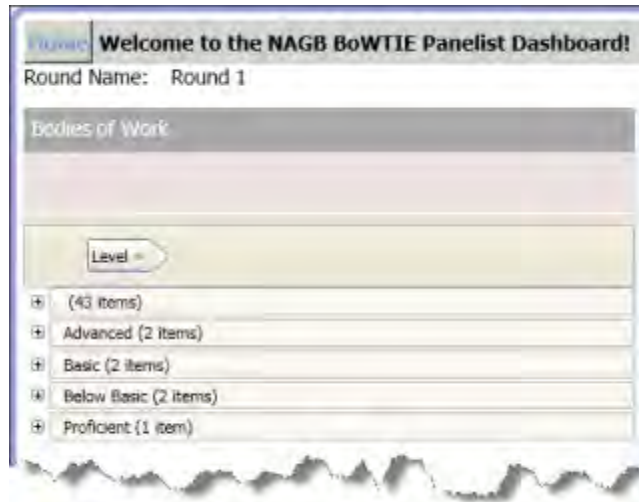 Home Welcome to the NAGB BoWTIE Panelist Dashboard!
Round Name: Round 1
Bodies of Work
Level
(43 items)
Advanced (2 items)
Basic (2 items)
Below Basic (2 items)
Proficient (1 item)